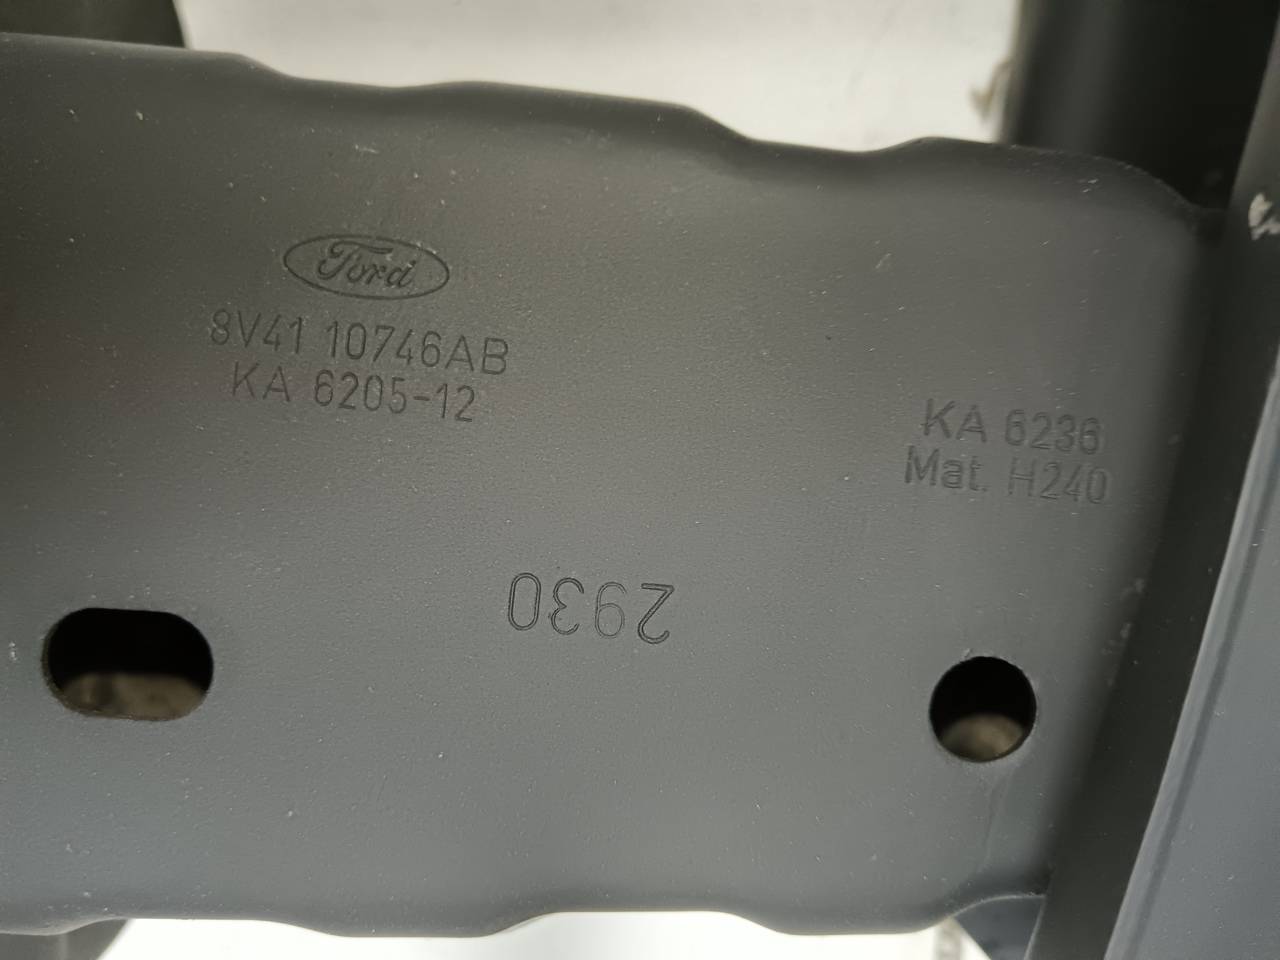 Ford
8V41 10746AB
KA 6205-12
KA 6236
Mat. H240
2930